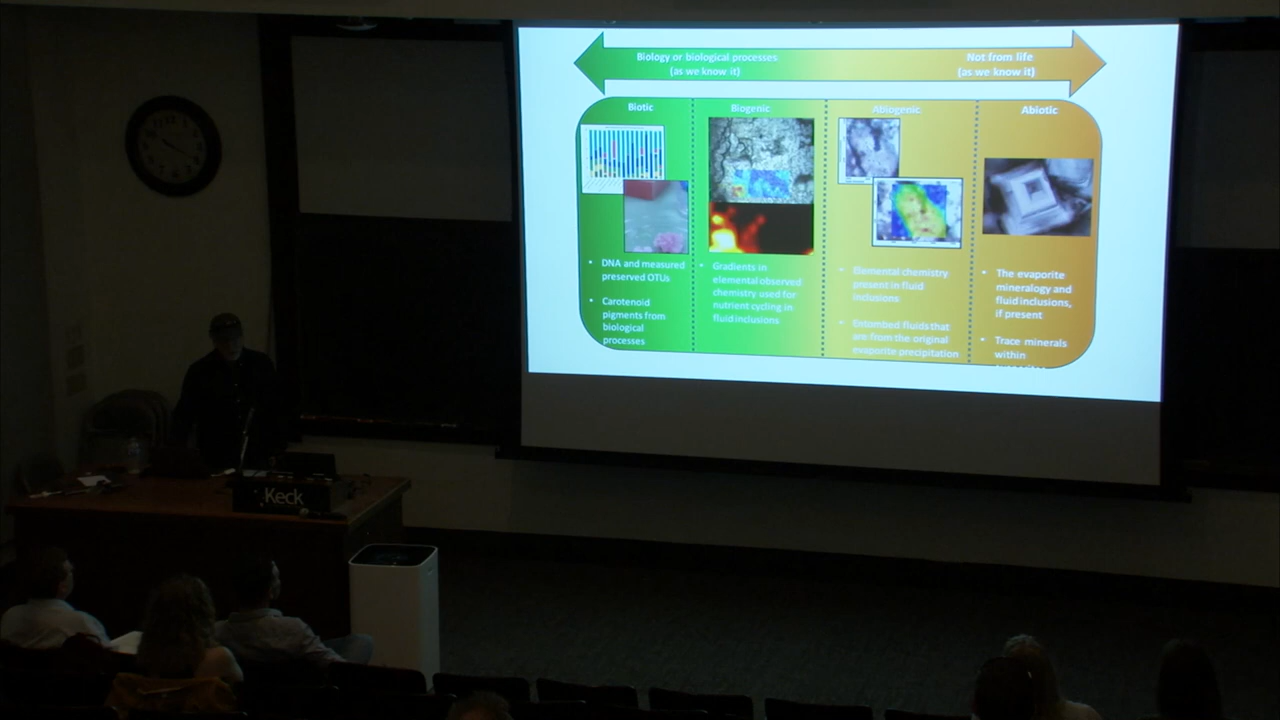 Biology or biological processes
(as we know it)
Not from life
(as we know it)
Biotic
Biogenic
Abiogenic
Abiotic
• DNA and measured
preserved OTUs
• Carotenoid
pigments from
biological
processes
• Gradients in
elemental observed
chemistry used for
nutrient cycling in
fluid inclusions
• Elemental chemistry
present in fluid
inclusions
• Entombed fluids that
are from the original
evaporite precipitation
• The evaporite
mineralogy and
fluid inclusions,
if present
• Trace minerals
within
Keck